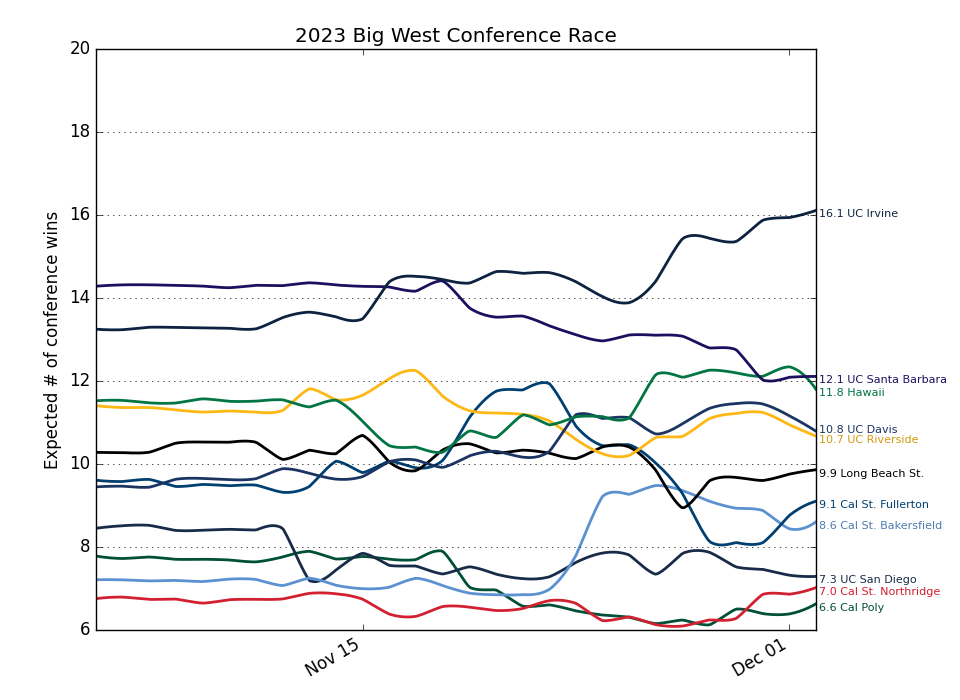 2023 Big West Conference Race
Expected # of conference wins
20
18
16
14
12
10
8
6
Nov 15
Dec 01
16.1 UC Irvine
12.1 UC Santa Barbara
11.8 Hawaii
10.8 UC Davis
10.7 UC Riverside
9.9 Long Beach St.
9.1 Cal St. Fullerton
8.6 Cal St. Bakersfield
7.3 UC San Diego
7.0 Cal St. Northridge
6.6 Cal Poly